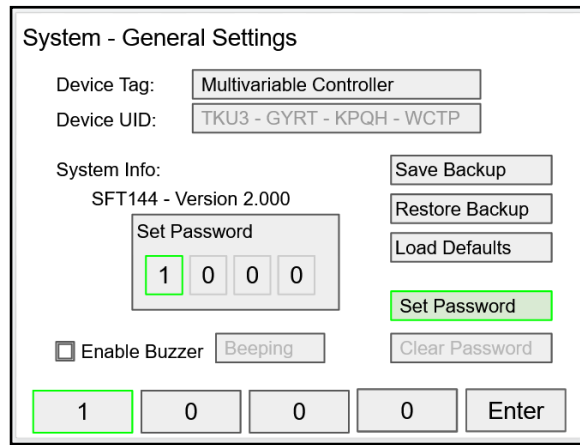 System - General Settings
Device Tag: Multivariable Controller
Device UID: TKU3 - GYRT - KPQH - WCTP
System Info: Save Backup
SFT144 - Version 2.000
Restore Backup
Set Password
Load Defaults
1 0 0 0
Set Password
Enable Buzzer Beeping Clear Password
1 0 0 0 Enter